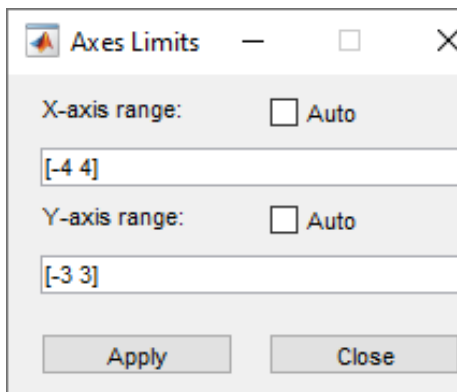 Axes Limits
X-axis range: Auto
[-4 4]
Y-axis range: Auto
[-3 3]
Apply Close